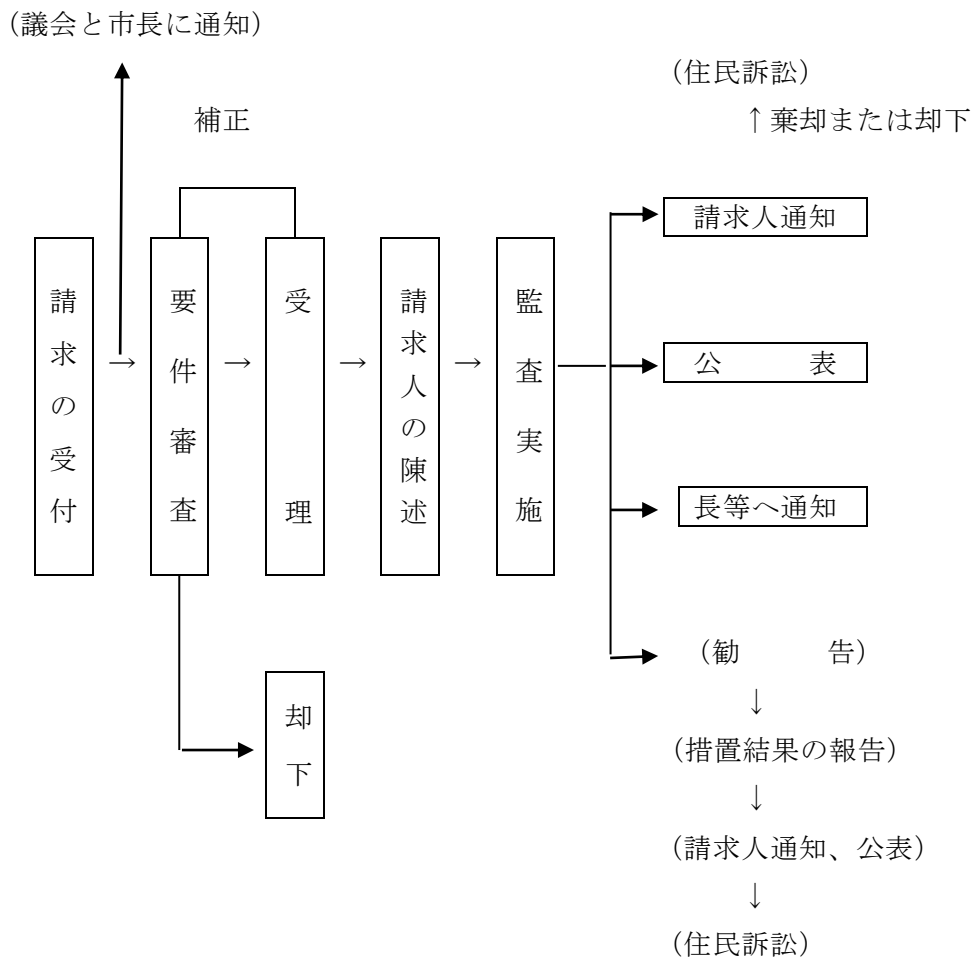 （議会と市長に通知）
（住民訴訟）
補正
↑棄却または却下
請求の受付
→
要件審査
→
受理
→
請求人の陳述
→
監査実施
請求人通知
公表
長等へ通知
（勧告）
↓
（措置結果の報告）
↓
（請求人通知、公表）
↓
（住民訴訟）
却下